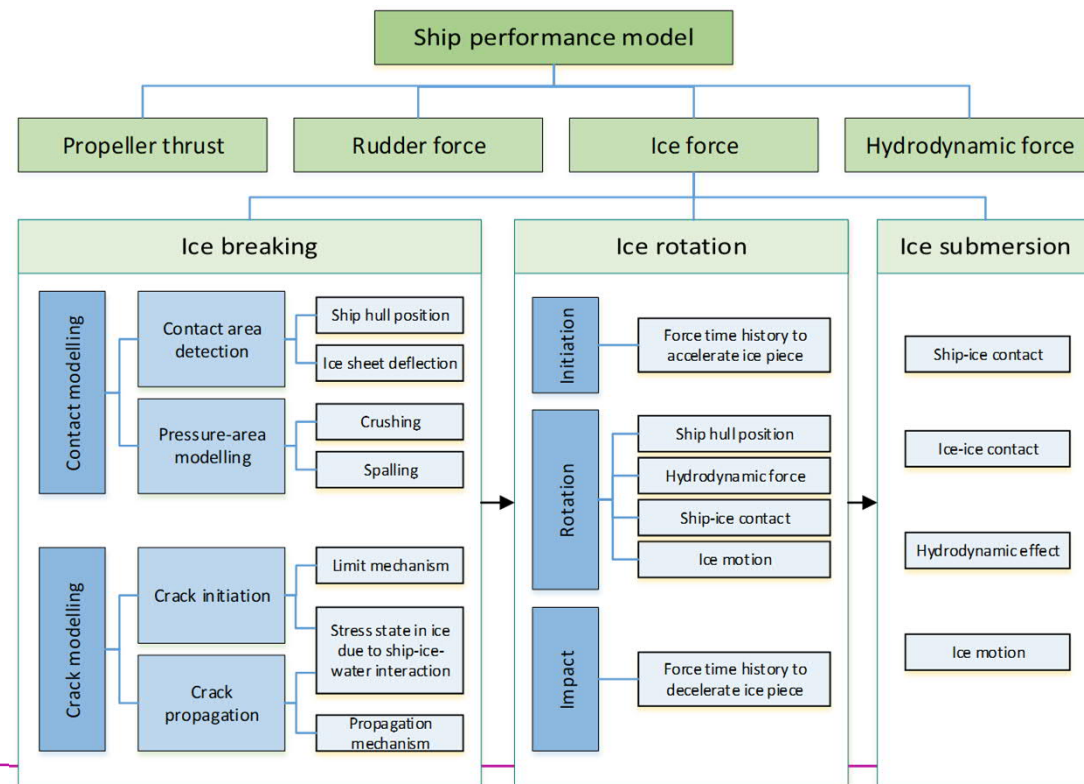 Ship performance model
Propeller thrust
Rudder force
Ice force
Hydrodynamic force
Ice breaking
Contact modelling
Contact area
detection
Ship hull position
Ice sheet deflection
Pressure-area
modelling
Crushing
Spalling
Crack modelling
Crack initiation
Limit mechanism
Stress state in ice
due to ship-ice-
water interaction
Crack
propagation
Propagation
mechanism
Ice rotation
Initiation
Force time history to
accelerate ice piece
Rotation
Ship hull position
Hydrodynamic force
Ship-ice contact
Ice motion
Impact
Force time history to
decelerate ice piece
Ice submersion
Ship-ice contact
Ice-ice contact
Hydrodynamic effect
Ice motion